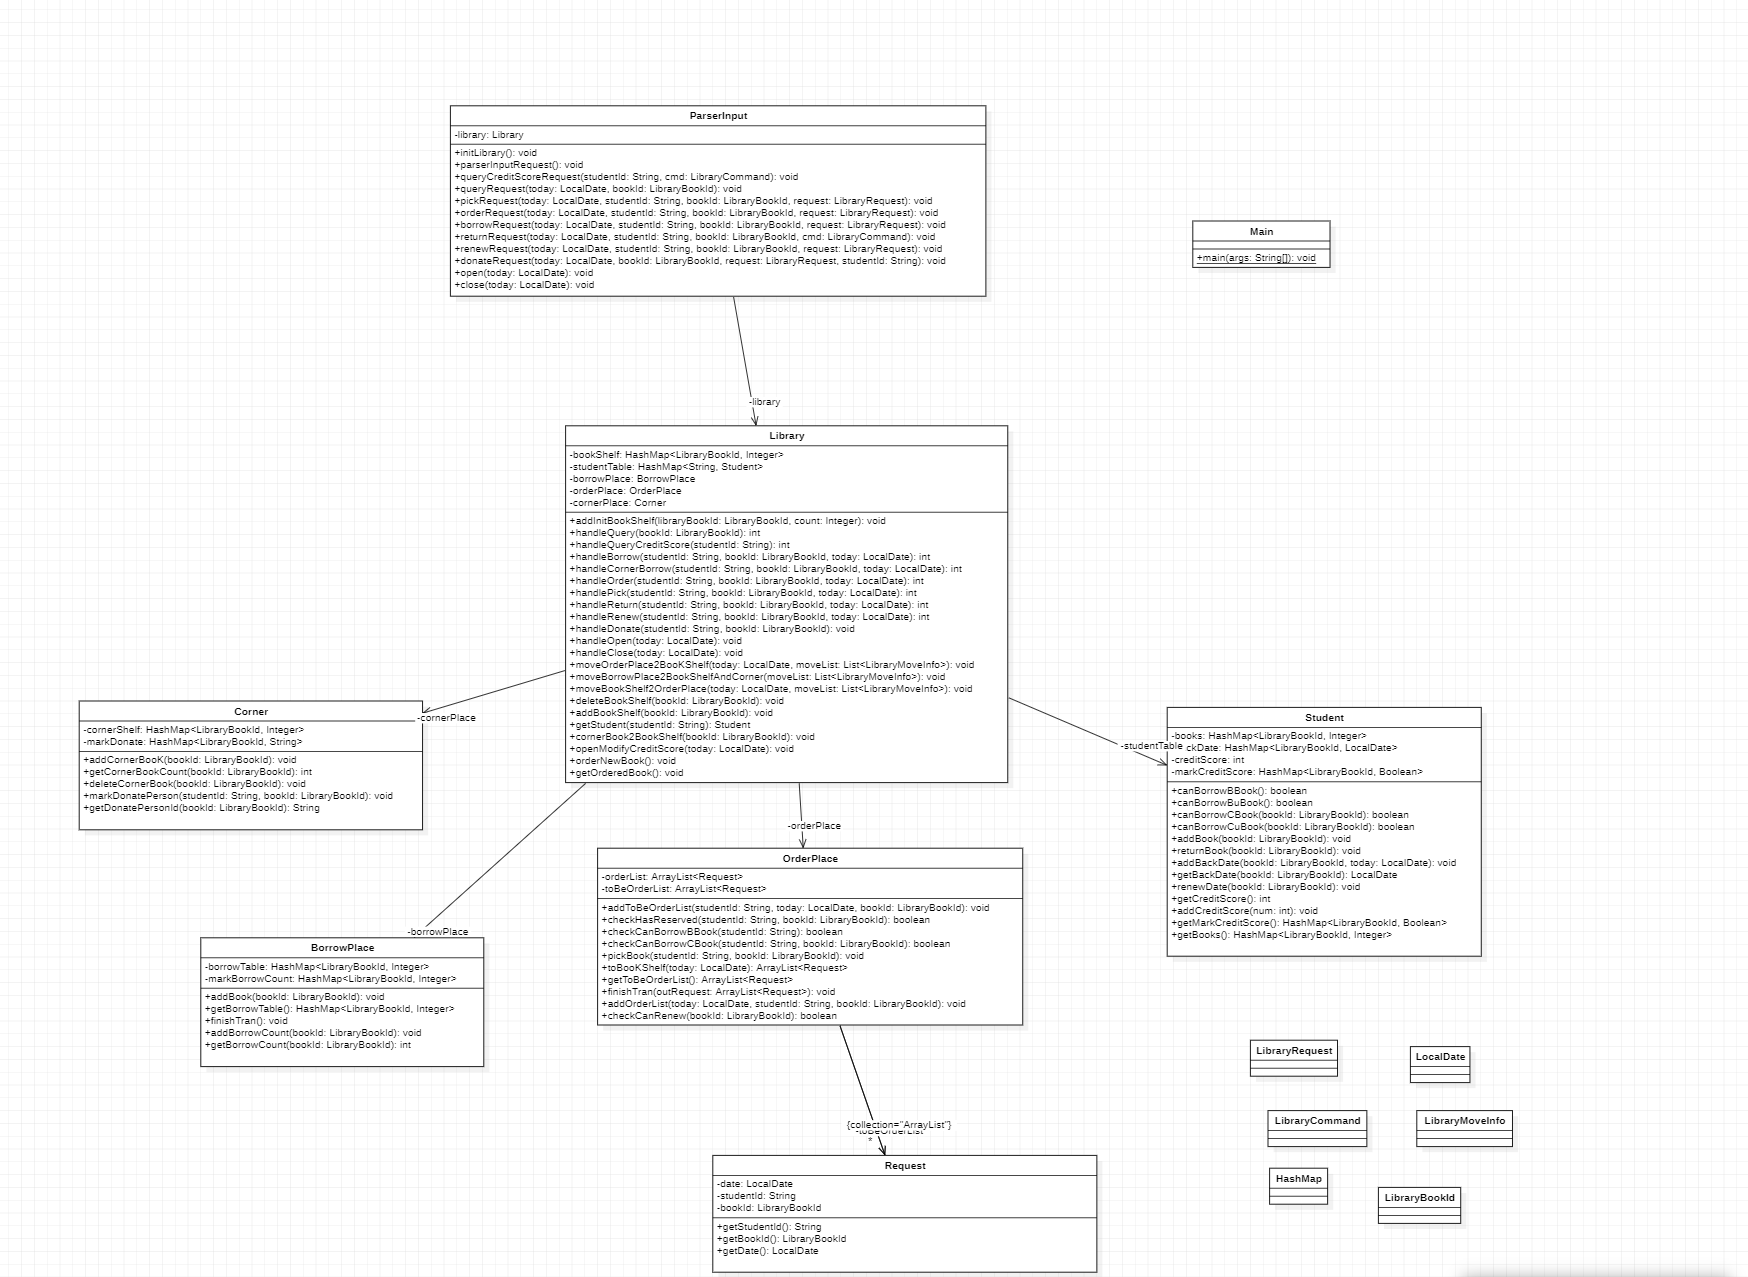 ParserInput
-library: Library
+initLibrary(): void
+parserInputRequest(): void
+queryCreditScoreRequest(studentId: String, cmd: LibraryCommand): void
+queryRequest(today: LocalDate, bookId: LibraryBookId): void
+pickRequest(today: LocalDate, studentId: String, bookId: LibraryBookId, request: LibraryRequest): void
+orderRequest(today: LocalDate, studentId: String, bookId: LibraryBookId, request: LibraryRequest): void
+borrowRequest(today: LocalDate, studentId: String, bookId: LibraryBookId, request: LibraryRequest): void
+returnRequest(today: LocalDate, studentId: String, bookId: LibraryBookId, cmd: LibraryCommand): void
+renewRequest(today: LocalDate, studentId: String, bookId: LibraryBookId, request: LibraryRequest): void
+donateRequest(today: LocalDate, bookId: LibraryBookId, request: LibraryRequest, studentId: String): void
+open(today: LocalDate): void
+close(today: LocalDate): void
Main
+main(args: String[]): void
-library
Library
-bookShelf: HashMap<LibraryBookId, Integer>
-studentTable: HashMap<String, Student>
-borrowPlace: BorrowPlace
-orderPlace: OrderPlace
-cornerPlace: Corner
+addInitBookShelf(libraryBookId: LibraryBookId, count: Integer): void
+handleQuery(bookId: LibraryBookId): int
+handleQueryCreditScore(studentId: String): int
+handleBorrow(studentId: String, bookId: LibraryBookId, today: LocalDate): int
+handleCornerBorrow(studentId: String, bookId: LibraryBookId, today: LocalDate): int
+handleOrder(studentId: String, bookId: LibraryBookId, today: LocalDate): int
+handlePick(studentId: String, bookId: LibraryBookId, today: LocalDate): int
+handleReturn(studentId: String, bookId: LibraryBookId, today: LocalDate): int
+handleRenew(studentId: String, bookId: LibraryBookId, today: LocalDate): int
+handleDonate(studentId: String, bookId: LibraryBookId): void
+handleOpen(today: LocalDate): void
+handleClose(today: LocalDate): void
+moveOrderPlace2BooKShelf(today: LocalDate, moveList: List<LibraryMoveInfo>): void
+moveBorrowPlace2BookShelfAndCorner(moveList: List<LibraryMoveInfo>): void
+moveBookShelf2OrderPlace(today: LocalDate, moveList: List<LibraryMoveInfo>): void
+deleteBookShelf(bookId: LibraryBookId): void
+addBookShelf(bookId: LibraryBookId): void
+getStudent(studentId: String): Student
+cornerBook2BookShelf(bookId: LibraryBookId): void
+openModifyCreditScore(today: LocalDate): void
+orderNewBook(): void
+getOrderedBook(): void
-cornerPlace
Corner
-cornerShelf: HashMap<LibraryBookId, Integer>
-markDonate: HashMap<LibraryBookId, String>
+addCornerBooK(bookId: LibraryBookId): void
+getCornerBookCount(bookId: LibraryBookId): int
+deleteCornerBook(bookId: LibraryBookId): void
+markDonatePerson(studentId: String, bookId: LibraryBookId): void
+getDonatePersonId(bookId: LibraryBookId): String
-studentTable
Student
-books: HashMap<LibraryBookId, Integer>
ckDate: HashMap<LibraryBookId, LocalDate>
-creditScore: int
-markCreditScore: HashMap<LibraryBookId, Boolean>
+canBorrowBBook(): boolean
+canBorrowBuBook(): boolean
+canBorrowCBook(bookId: LibraryBookId): boolean
+canBorrowCuBook(bookId: LibraryBookId): boolean
+addBook(bookId: LibraryBookId): void
+returnBook(bookId: LibraryBookId): void
+addBackDate(bookId: LibraryBookId, today: LocalDate): void
+getBackDate(bookId: LibraryBookId): LocalDate
+renewDate(bookId: LibraryBookId): void
+getCreditScore(): int
+addCreditScore(num: int): void
+getMarkCreditScore(): HashMap<LibraryBookId, Boolean>
+getBooks(): HashMap<LibraryBookId, Integer>
-orderPlace
OrderPlace
-orderList: ArrayList<Request>
-toBeOrderList: ArrayList<Request>
+addToBeOrderList(studentId: String, today: LocalDate, bookId: LibraryBookId): void
+checkHasReserved(studentId: String, bookId: LibraryBookId): boolean
+checkCanBorrowBBook(studentId: String): boolean
+checkCanBorrowCBook(studentId: String, bookId: LibraryBookId): boolean
+pickBook(studentId: String, bookId: LibraryBookId): void
+toBooKShelf(today: LocalDate): ArrayList<Request>
+getToBeOrderList(): ArrayList<Request>
+finishTran(outRequest: ArrayList<Request>): void
+addOrderList(today: LocalDate, studentId: String, bookId: LibraryBookId): void
+checkCanRenew(bookId: LibraryBookId): boolean
-borrowPlace
BorrowPlace
-borrowTable: HashMap<LibraryBookId, Integer>
-markBorrowCount: HashMap<LibraryBookId, Integer>
+addBook(bookId: LibraryBookId): void
+getBorrowTable(): HashMap<LibraryBookId, Integer>
+finishTran(): void
+addBorrowCount(bookId: LibraryBookId): void
+getBorrowCount(bookId: LibraryBookId): int
{collection="ArrayList"}
-toBeOrderList
*
Request
-date: LocalDate
-studentId: String
-bookId: LibraryBookId
+getStudentId(): String
+getBookId(): LibraryBookId
+getDate(): LocalDate
LibraryRequest
LocalDate
LibraryCommand
LibraryMoveInfo
HashMap
LibraryBookId